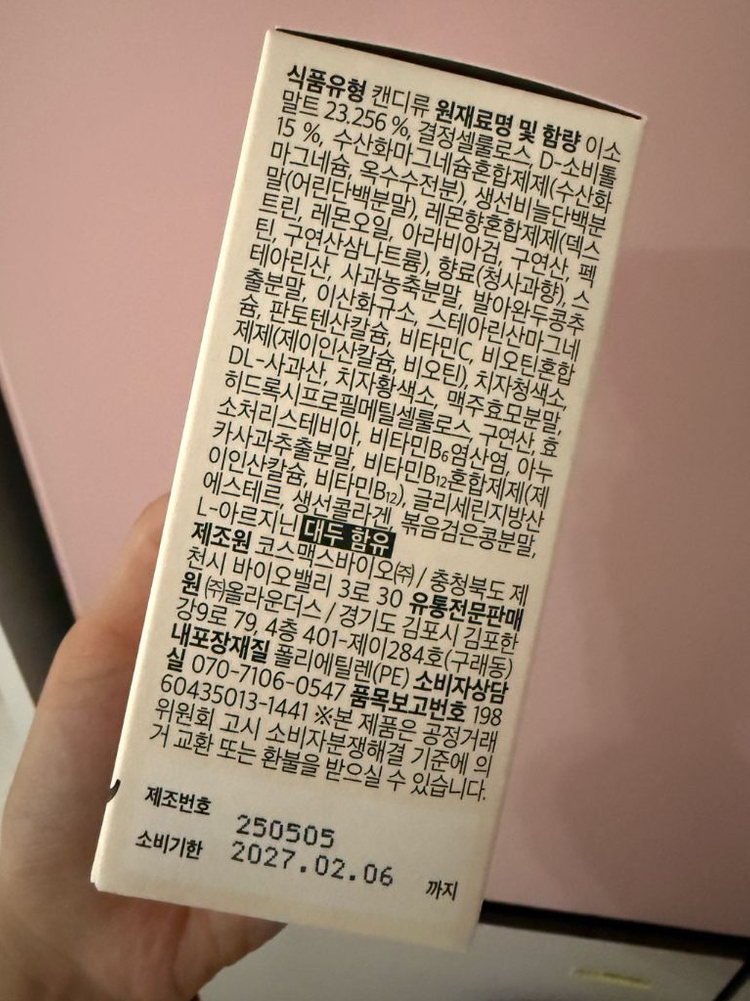 식품유형 캔디류 원재료명 및 함량 이소
말트 23.256 %, 결정셀룰로스, D-소비톨
15 %, 수산화마그네슘혼합제제(수산화
마그네슘, 옥수수전분), 생선비늘단백분
말(어린단백분말), 레몬향혼합제제(덱스
트린, 레몬오일, 아라비아검, 구연산, 펙
틴, 구연산삼나트륨), 향료(청사과향), 스
테아린산, 사과농축분말, 발아완두콩추
출분말, 이산화규소, 스테아린산마그네
슘, 판토텐산칼슘, 비타민C, 비오틴혼합
제제(제이인산칼슘, 비오틴), 치자청색소,
DL-사과산, 치자황색소, 맥주효모분말,
히드록시프로필메틸셀룰로스, 구연산, 효
소처리스테비아, 비타민B₆염산염, 아누
카사과추출분말, 비타민B₁₂혼합제제(제
이인산칼슘, 비타민B₁₂), 글리세린지방산
에스테르, 생선콜라겐, 볶음검은콩분말,
L-아르지닌 대두 함유
제조원 코스맥스바이오㈜ / 충청북도 제
천시 바이오밸리 3로 30 유통전문판매
원 ㈜올라운더스 / 경기도 김포시 김포한
강9로 79, 4층 401-제이284호(구래동)
내포장재질 폴리에틸렌(PE) 소비자상담
실 070-7106-0547 품목보고번호 198
60435013-1441 ※본 제품은 공정거래
위원회 고시 소비자분쟁해결 기준에 의
거 교환 또는 환불을 받으실 수 있습니다.
제조번호 250505
소비기한 2027.02.06 까지